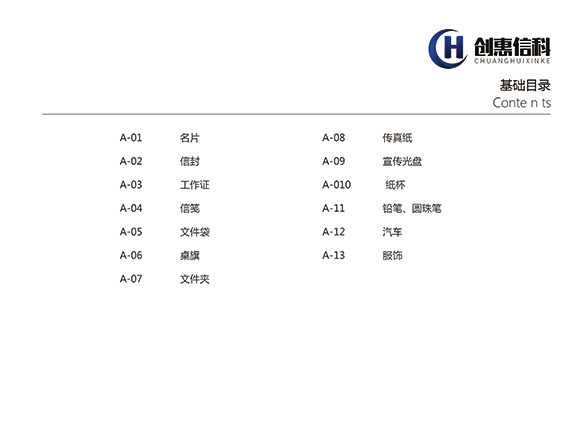 CH 创惠信科
CHUANGHUIXINKE
基础目录
Conte n ts
A-01 名片
A-02 信封
A-03 工作证
A-04 信笺
A-05 文件袋
A-06 桌旗
A-07 文件夹
A-08 传真纸
A-09 宣传光盘
A-010 纸杯
A-11 铅笔、圆珠笔
A-12 汽车
A-13 服饰